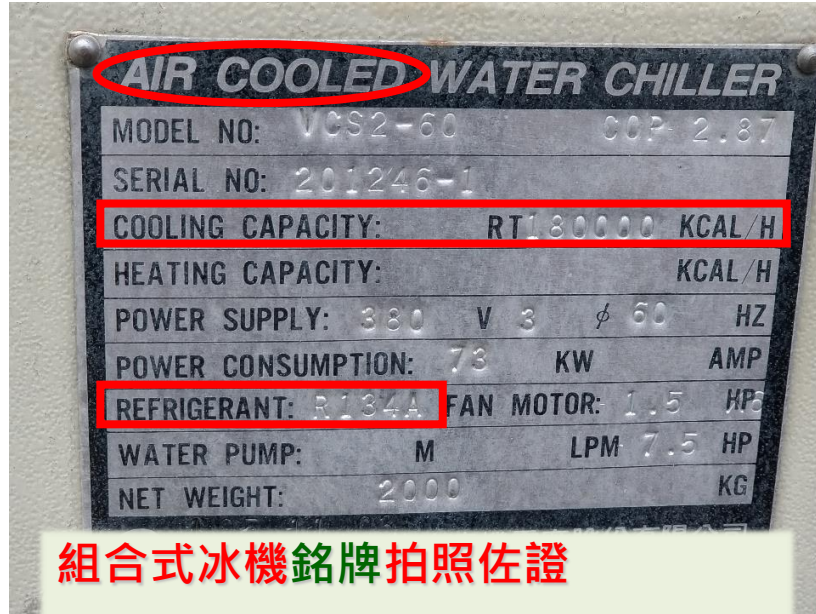 AIR COOLED WATER CHILLER
MODEL NO: VCS2-60 COP 2.87
SERIAL NO: 201246-1
COOLING CAPACITY: RT 180000 KCAL/H
HEATING CAPACITY: KCAL/H
POWER SUPPLY: 380 V 3 ϕ 60 HZ
POWER CONSUMPTION: 73 KW AMP
REFRIGERANT: R134A FAN MOTOR: 1.5 HP
WATER PUMP: M LPM 7.5 HP
NET WEIGHT: 2000 KG
組合式冰機銘牌拍照佐證